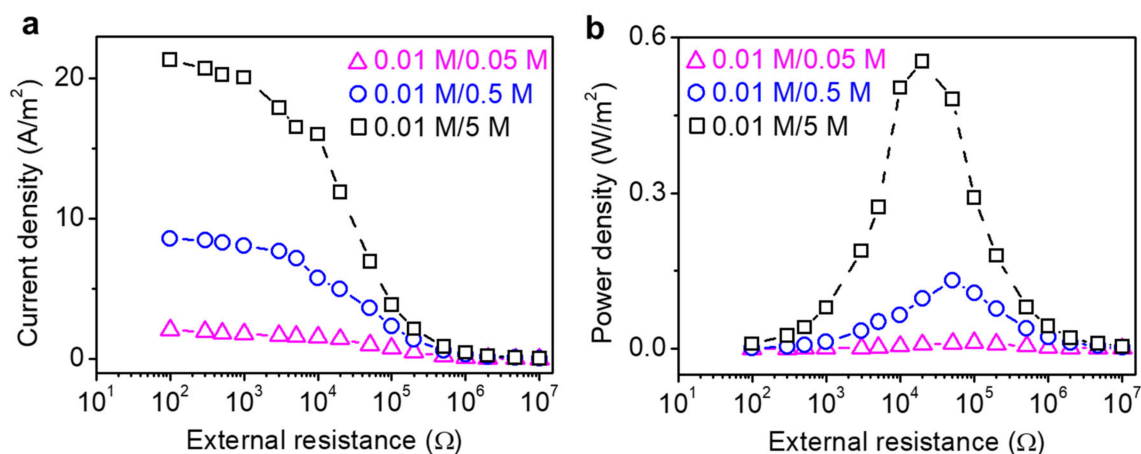 a
Current density (A/m²)
20
10
0
△ 0.01 M/0.05 M
○ 0.01 M/0.5 M
□ 0.01 M/5 M
10¹ 10² 10³ 10⁴ 10⁵ 10⁶ 10⁷
External resistance (Ω)
b
Power density (W/m²)
0.6
0.3
0.0
△ 0.01 M/0.05 M
○ 0.01 M/0.5 M
□ 0.01 M/5 M
10¹ 10² 10³ 10⁴ 10⁵ 10⁶ 10⁷
External resistance (Ω)